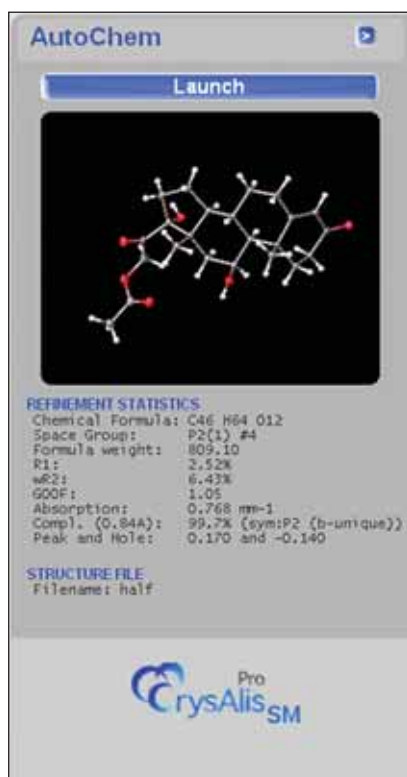 AutoChem
Launch
REFINEMENT STATISTICS
Chemical Formula: C46 H64 O12
Space Group: P2(1) #4
Formula weight: 809.10
R1: 2.52%
wR2: 6.43%
GOOF: 1.05
Absorption: 0.768 mm-1
Compl. (0.84A): 99.7% (sym:P2 (b-unique))
Peak and Hole: 0.170 and -0.140
STRUCTURE FILE
Filename: half
CrysAlis Pro SM